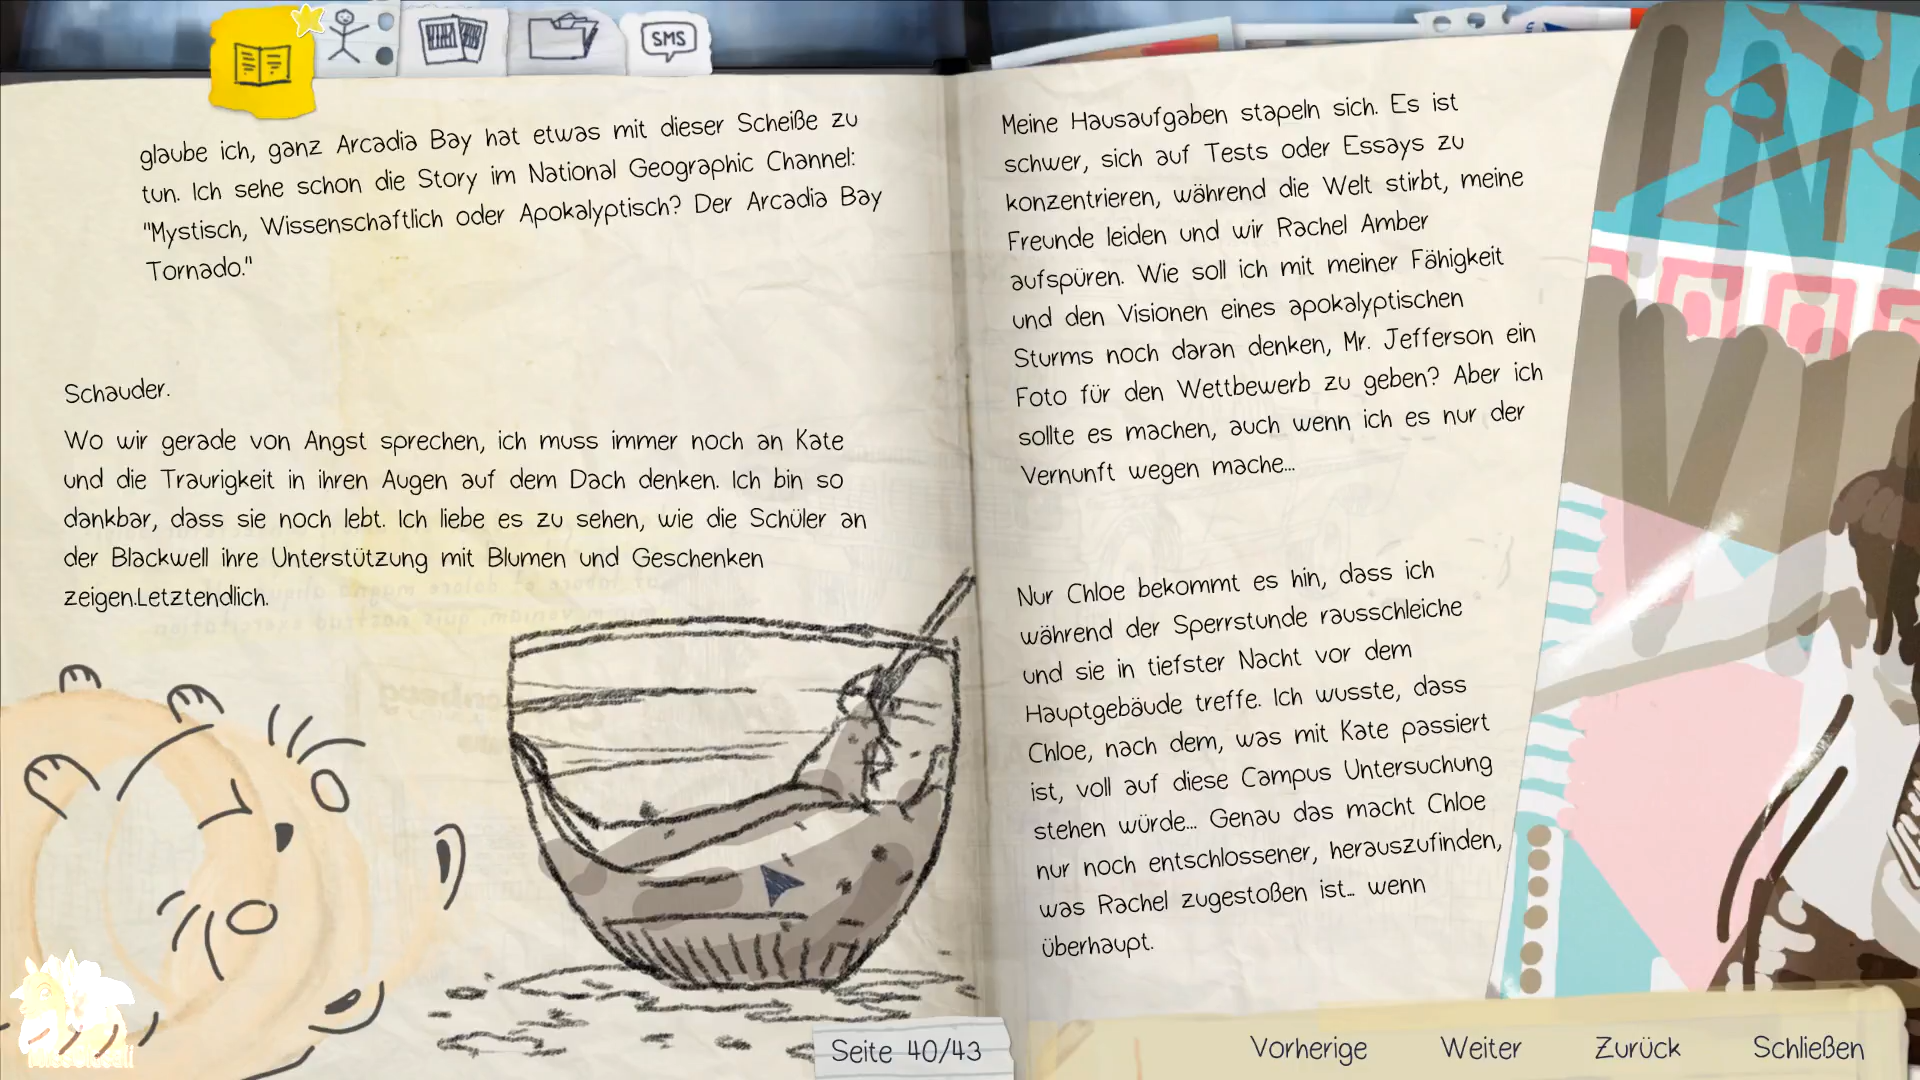 SMS
glaube ich, ganz Arcadia Bay hat etwas mit dieser Scheiße zu
tun. Ich sehe schon die Story im National Geographic Channel:
"Mystisch, Wissenschaftlich oder Apokalyptisch? Der Arcadia Bay
Tornado."
Schauder.
Wo wir gerade von Angst sprechen, ich muss immer noch an Kate
und die Traurigkeit in ihren Augen auf dem Dach denken. Ich bin so
dankbar, dass sie noch lebt. Ich liebe es zu sehen, wie die Schüler an
der Blackwell ihre Unterstützung mit Blumen und Geschenken
zeigen.Letztendlich.
Meine Hausaufgaben stapeln sich. Es ist
schwer, sich auf Tests oder Essays zu
konzentrieren, während die Welt stirbt, meine
Freunde leiden und wir Rachel Amber
aufspüren. Wie soll ich mit meiner Fähigkeit
und den Visionen eines apokalyptischen
Sturms noch daran denken, Mr. Jefferson ein
Foto für den Wettbewerb zu geben? Aber ich
sollte es machen, auch wenn ich es nur der
Vernunft wegen mache...
Nur Chloe bekommt es hin, dass ich
während der Sperrstunde rausschleiche
und sie in tiefster Nacht vor dem
Hauptgebäude treffe. Ich wusste, dass
Chloe, nach dem, was mit Kate passiert
ist, voll auf diese Campus Untersuchung
stehen würde... Genau das macht Chloe
nur noch entschlossener, herauszufinden,
was Rachel zugestoßen ist... wenn
überhaupt.
Seite 40/43
Vorherige Weiter Zurück Schließen